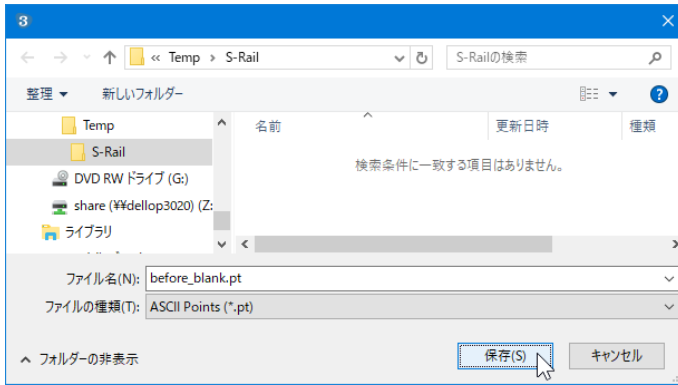 3
« Temp › S-Rail
S-Railの検索
整理 ▼ 新しいフォルダー
Temp
S-Rail
DVD RW ドライブ (G:)
share (¥¥dellop3020) (Z:
ライブラリ
名前 更新日時 種類
検索条件に一致する項目はありません。
ファイル名(N): before_blank.pt
ファイルの種類(T): ASCII Points (*.pt)
フォルダーの非表示
保存(S) キャンセル